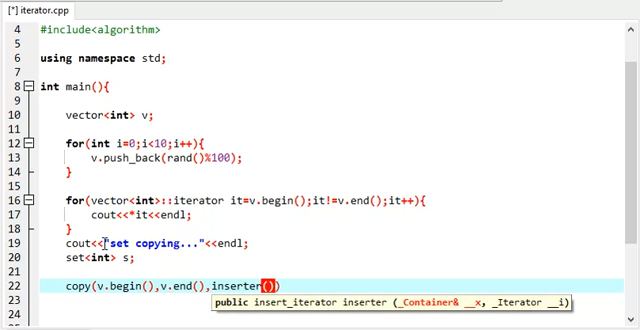 [*] iterator.cpp
4 #include<algorithm>
5
6 using namespace std;
7
8 int main(){
9
10 vector<int> v;
11
12 for(int i=0;i<10;i++){
13 v.push_back(rand()%100);
14 }
15
16 for(vector<int>::iterator it=v.begin();it!=v.end();it++){
17 cout<<*it<<endl;
18 }
19 cout<<"set copying..."<<endl;
20 set<int> s;
21
22 copy(v.begin(),v.end(),inserter())
23 public insert_iterator inserter (_Container& __x, _Iterator __i)
24